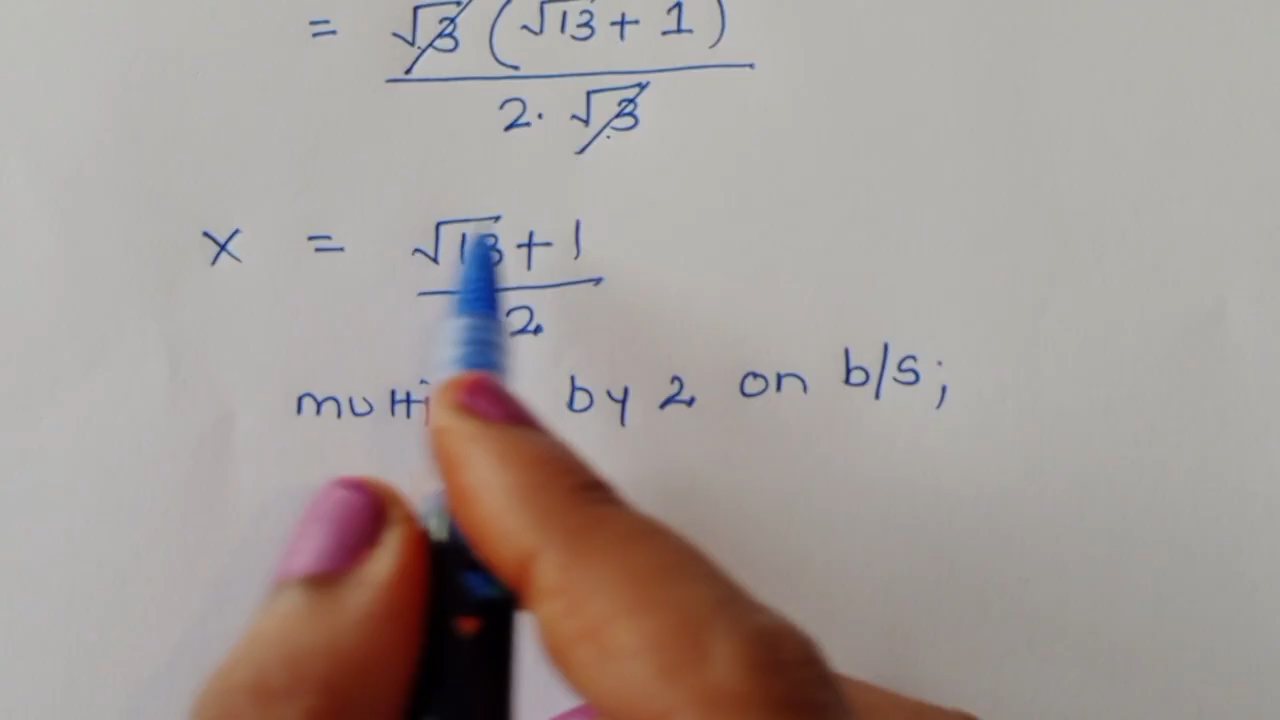 = √3 (√13 + 1)
2. √3
x = √13 + 1
2
by 2 on b/s;